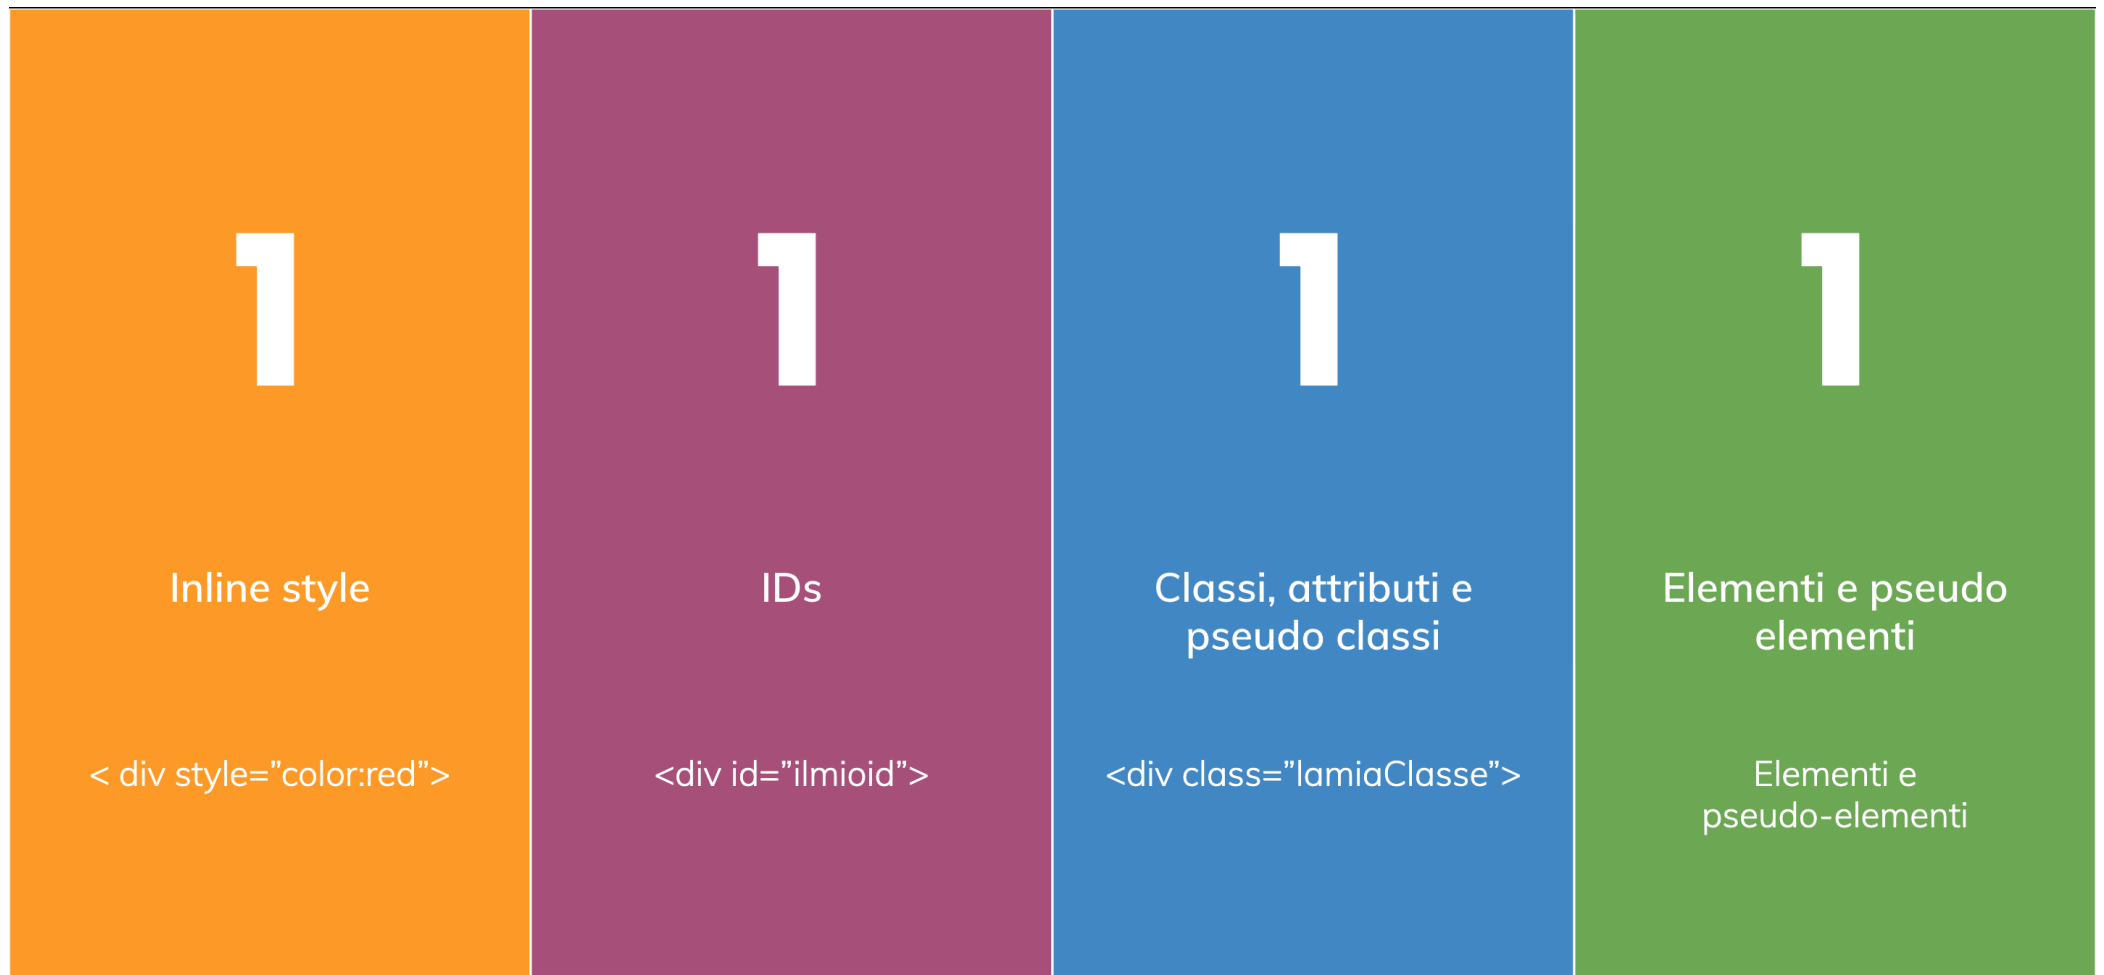 1
Inline style
< div style=”color:red”>
1
IDs
<div id=”ilmioid”>
1
Classi, attributi e
pseudo classi
<div class=”lamiaClasse”>
1
Elementi e pseudo
elementi
Elementi e
pseudo-elementi